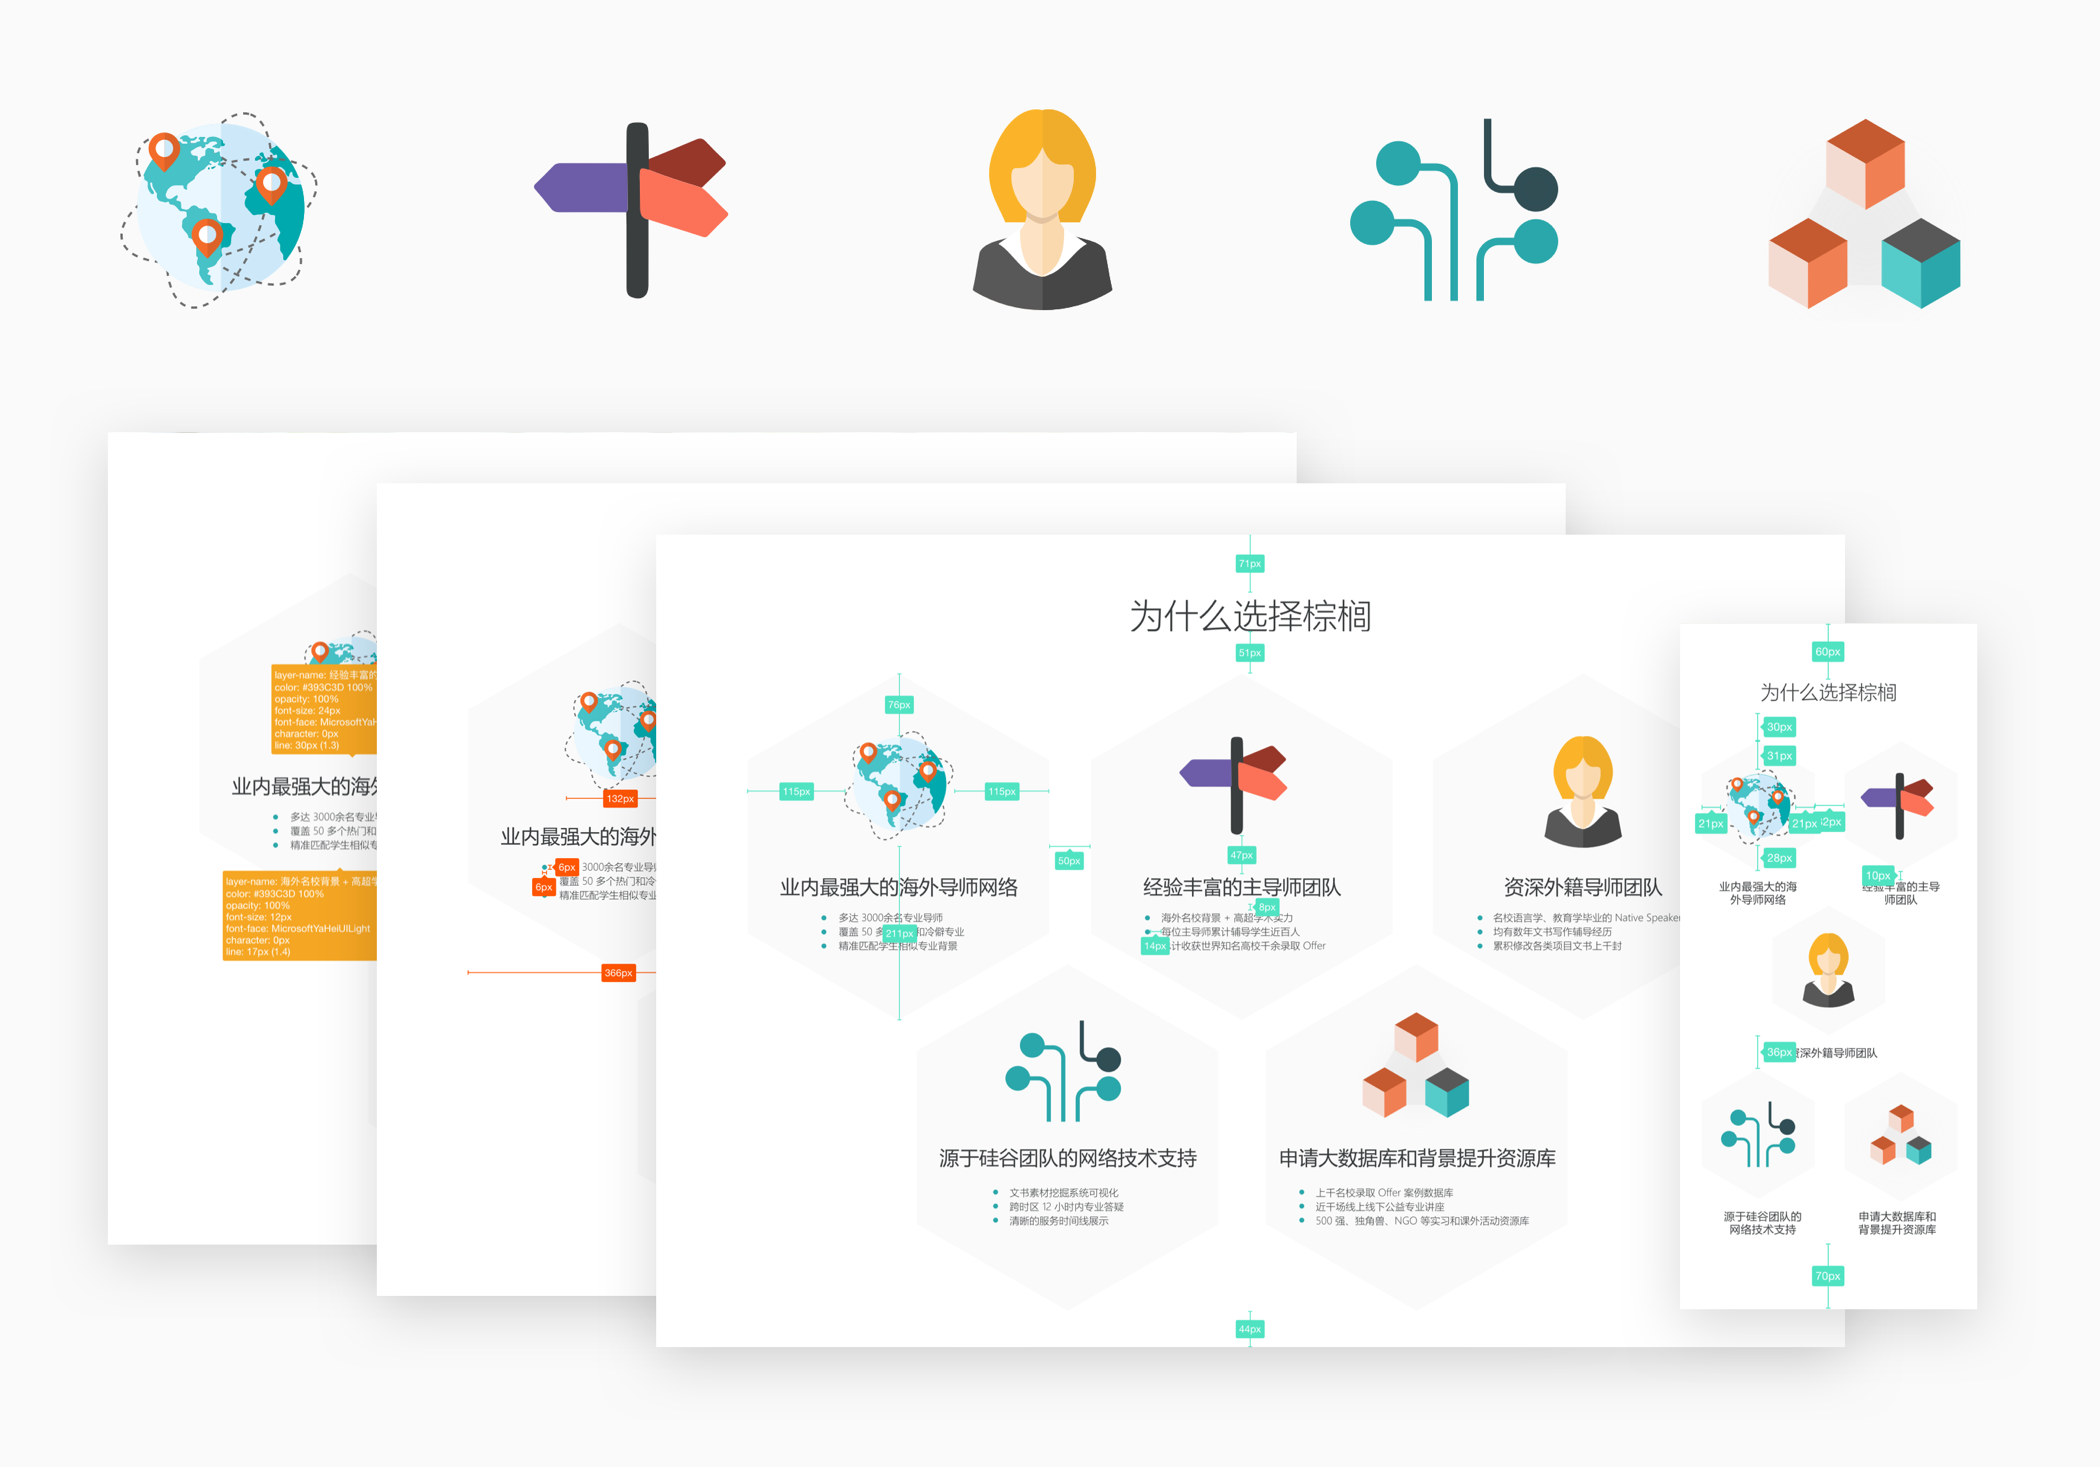 layer-name: 经验丰富的
color: #393C3D 100%
opacity: 100%
font-size: 24px
font-face: MicrosoftYaH
character: 0px
line: 30px (1.3)
业内最强大的海外
多达 3000余名专业
覆盖 50 多个热门和
精准匹配学生相似专
layer-name: 海外名校背景 + 高超学
color: #393C3D 100%
opacity: 100%
font-size: 12px
font-face: MicrosoftYaHeiUILight
character: 0px
line: 17px (1.4)
132px
业内最强大的海外
6px
3000余名专业导师
6px
覆盖 50 多个热门和冷
精准匹配学生相似专业
366px
71px
为什么选择棕榈
51px
76px
115px
115px
50px
47px
业内最强大的海外导师网络
多达 3000余名专业导师
覆盖 50 多
211px
和冷僻专业
精准匹配学生相似专业背景
经验丰富的主导师团队
8px
海外名校背景 + 高超学术实力
每位主导师累计辅导学生近百人
14px
计收获世界知名高校千余录取 Offer
资深外籍导师团队
名校语言学、教育学毕业的 Native Speaker
均有数年文书写作辅导经历
累积修改各类项目文书上千封
源于硅谷团队的网络技术支持
文书素材挖掘系统可视化
跨时区 12 小时内专业答疑
清晰的服务时间线展示
申请大数据库和背景提升资源库
上千名校录取 Offer 案例数据库
近千场线上线下公益专业讲座
500 强、独角兽、NGO 等实习和课外活动资源库
44px
60px
为什么选择棕榈
30px
31px
21px
21px
2px
28px
10px
业内最强大的海
外导师网络
经验丰富的主导
师团队
36px
资深外籍导师团队
源于硅谷团队的
网络技术支持
申请大数据库和
背景提升资源库
70px